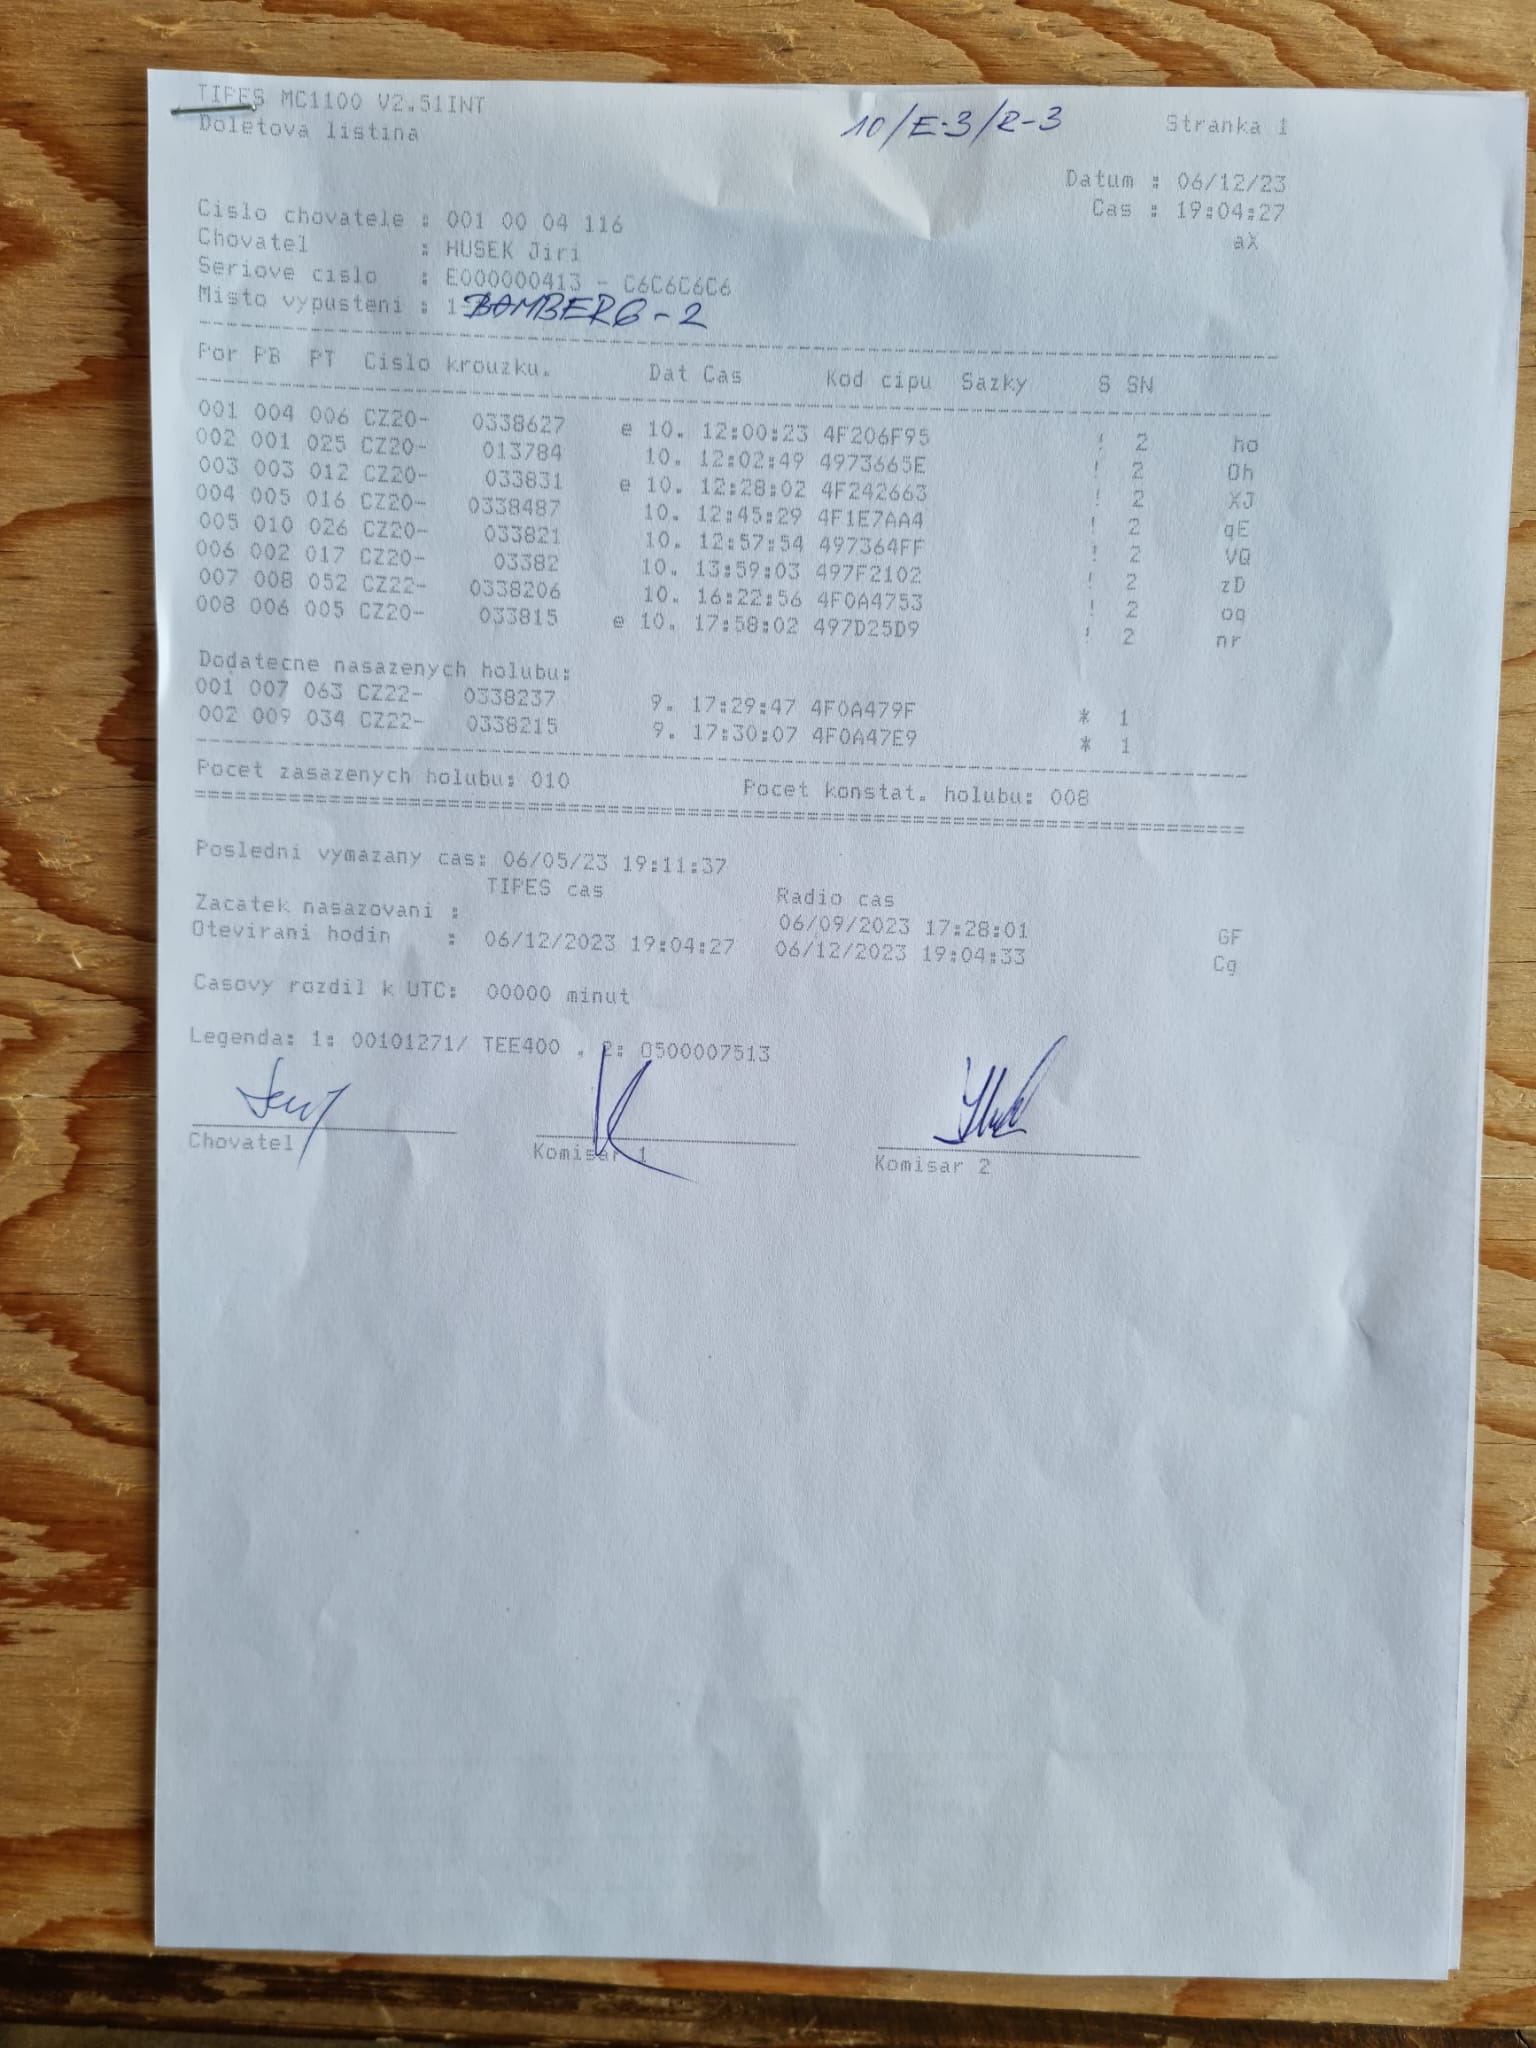 TIPES MC1100 V2.51INT
Doletova listina
10/E-3/R-3
Stranka 1
Datum : 06/12/23
Cas : 19:04:27
aX
Cislo chovatele : 001 00 04 116
Chovatel : HUSEK Jiri
Seriove cislo : E000000413 - C6C6C6C6
Misto vypusteni : 1 BAMBERG-2
Por PB PT Cislo krouzku. Dat Cas Kod cipu Sazky S SN
001 004 006 CZ20- 0338627 e 10. 12:00:23 4F206F95 ! 2 ho
002 001 025 CZ20- 013784 10. 12:02:49 4973665E ! 2 Oh
003 003 012 CZ20- 033831 e 10. 12:28:02 4F242663 ! 2 XJ
004 005 016 CZ20- 0338487 10. 12:45:29 4F1E7AA4 ! 2 qE
005 010 026 CZ20- 033821 10. 12:57:54 497364FF ! 2 VQ
006 002 017 CZ20- 03382 10. 13:59:03 497F2102 ! 2 zD
007 008 052 CZ22- 0338206 10. 16:22:56 4F0A4753 ! 2 oq
008 006 005 CZ20- 033815 e 10. 17:58:02 497D25D9 ! 2 nr
Dodatecne nasazenych holubu:
001 007 063 CZ22- 0338237 9. 17:29:47 4F0A479F * 1
002 009 034 CZ22- 0338215 9. 17:30:07 4F0A47E9 * 1
Pocet zasazenych holubu: 010 Pocet konstat. holubu: 008
Posledni vymazany cas: 06/05/23 19:11:37
TIPES cas Radio cas
Zacatek nasazovani : 06/09/2023 17:28:01 GF
Otevirani hodin : 06/12/2023 19:04:27 06/12/2023 19:04:33 Cg
Casovy rozdil k UTC: 00000 minut
Legenda: 1: 00101271/ TEE400 . 2: 0500007513
Chovatel Komisar 1 Komisar 2